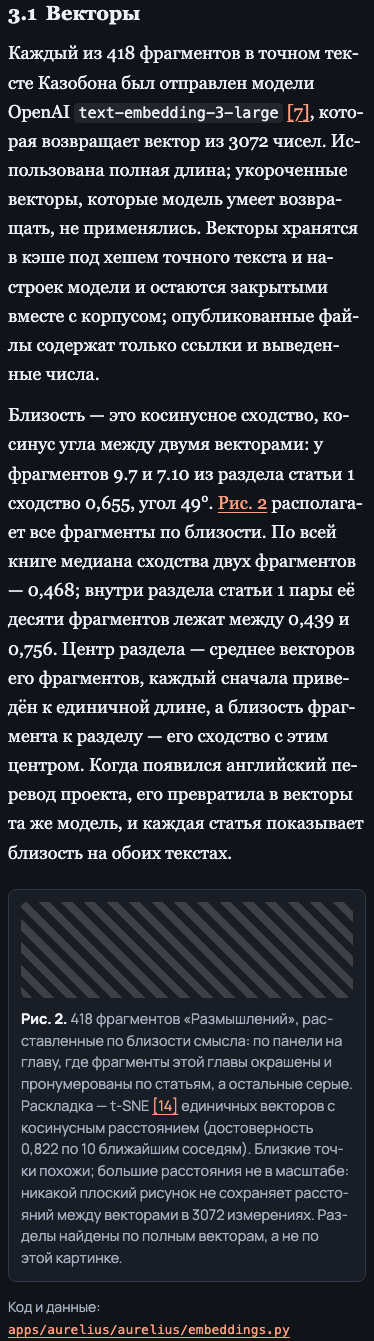 3.1 Векторы
Каждый из 418 фрагментов в точном тек-
сте Казобона был отправлен модели
OpenAI text-embedding-3-large [7], кото-
рая возвращает вектор из 3072 чисел. Ис-
пользована полная длина; укороченные
векторы, которые модель умеет возвра-
щать, не применялись. Векторы хранятся
в кэше под хешем точного текста и на-
строек модели и остаются закрытыми
вместе с корпусом; опубликованные фай-
лы содержат только ссылки и выведен-
ные числа.
Близость — это косинусное сходство, ко-
синус угла между двумя векторами: у
фрагментов 9.7 и 7.10 из раздела статьи 1
сходство 0,655, угол 49°. Рис. 2 располага-
ет все фрагменты по близости. По всей
книге медиана сходства двух фрагментов
— 0,468; внутри раздела статьи 1 пары её
десяти фрагментов лежат между 0,439 и
0,756. Центр раздела — среднее векторов
его фрагментов, каждый сначала приве-
дён к единичной длине, а близость фраг-
мента к разделу — его сходство с этим
центром. Когда появился английский пе-
ревод проекта, его превратила в векторы
та же модель, и каждая статья показывает
близость на обоих текстах.
Рис. 2. 418 фрагментов «Размышлений», рас-
ставленные по близости смысла: по панели на
главу, где фрагменты этой главы окрашены и
пронумерованы по статьям, а остальные серые.
Раскладка — t-SNE [14] единичных векторов с
косинусным расстоянием (достоверность
0,822 по 10 ближайшим соседям). Близкие точ-
ки похожи; большие расстояния не в масштабе:
никакой плоский рисунок не сохраняет рассто-
яний между векторами в 3072 измерениях. Раз-
делы найдены по полным векторам, а не по
этой картинке.
Код и данные:
apps/aurelius/aurelius/embeddings.py